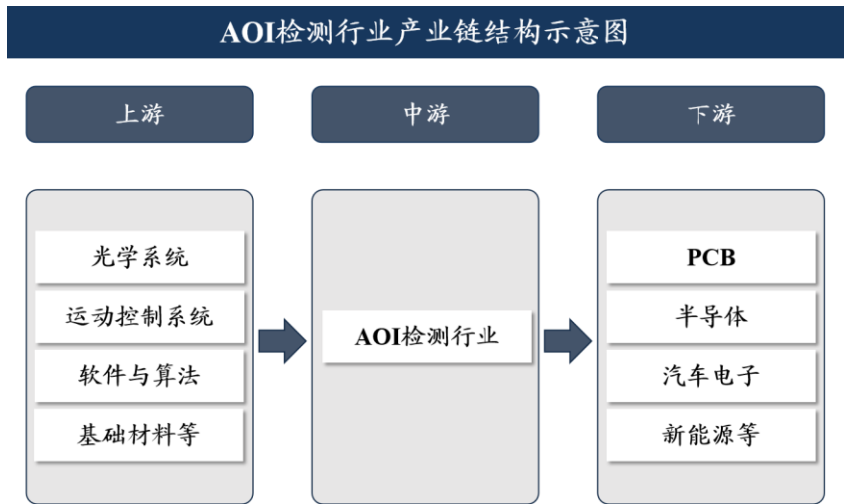 AOI检测行业产业链结构示意图
上游
中游
下游
光学系统
运动控制系统
软件与算法
基础材料等
AOI检测行业
PCB
半导体
汽车电子
新能源等